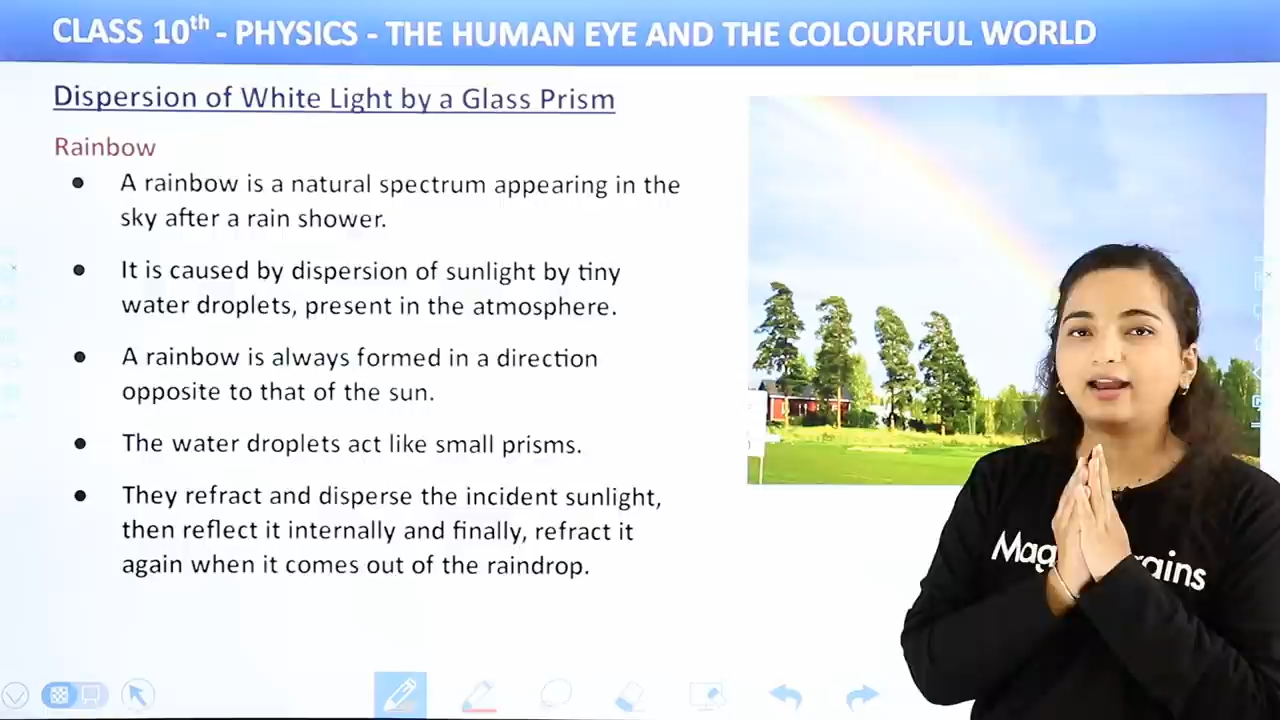 CLASS 10th - PHYSICS - THE HUMAN EYE AND THE COLOURFUL WORLD
Dispersion of White Light by a Glass Prism
Rainbow
● A rainbow is a natural spectrum appearing in the
sky after a rain shower.
● It is caused by dispersion of sunlight by tiny
water droplets, present in the atmosphere.
● A rainbow is always formed in a direction
opposite to that of the sun.
● The water droplets act like small prisms.
● They refract and disperse the incident sunlight,
then reflect it internally and finally, refract it
again when it comes out of the raindrop.